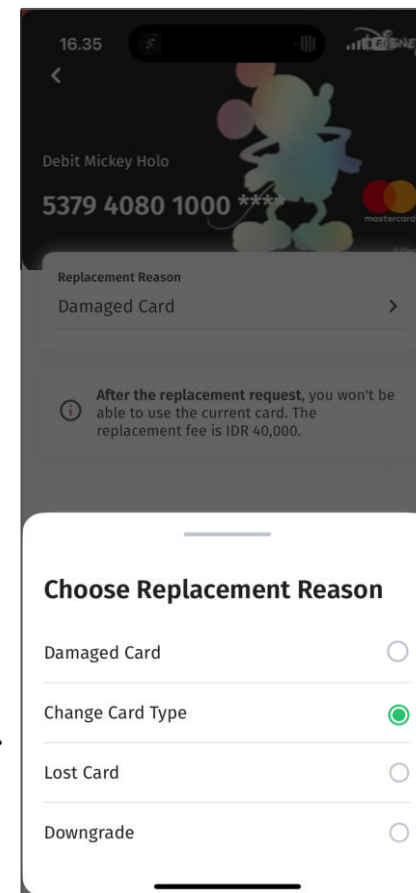 16.35
Debit Mickey Holo
5379 4080 1000 ****
mastercard
Replacement Reason
Damaged Card
After the replacement request, you won't be
able to use the current card. The
replacement fee is IDR 40,000.
Choose Replacement Reason
Damaged Card
Change Card Type
Lost Card
Downgrade